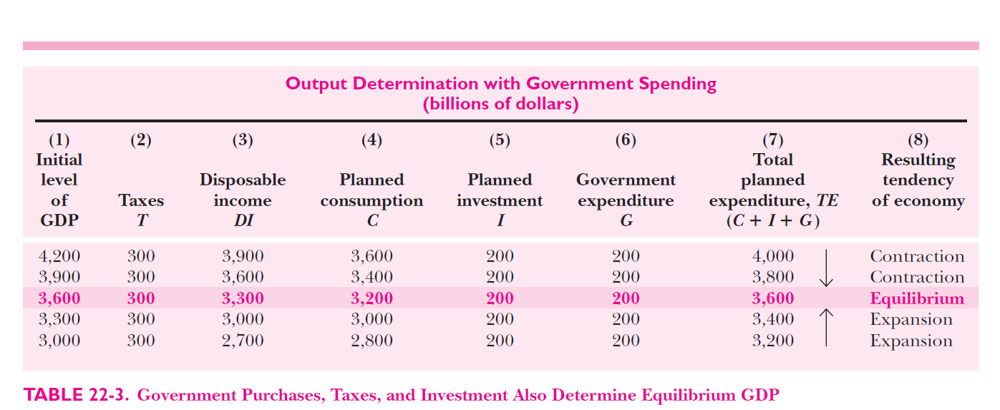 Output Determination with Government Spending
(billions of dollars)
(1) (2) (3) (4) (5) (6) (7) (8)
Initial Total Resulting
level Disposable Planned Planned Government planned tendency
of Taxes income consumption investment expenditure expenditure, TE of economy
GDP T DI C I G (C + I + G)
4,200 300 3,900 3,600 200 200 4,000 Contraction
3,900 300 3,600 3,400 200 200 3,800 Contraction
3,600 300 3,300 3,200 200 200 3,600 Equilibrium
3,300 300 3,000 3,000 200 200 3,400 Expansion
3,000 300 2,700 2,800 200 200 3,200 Expansion
TABLE 22-3. Government Purchases, Taxes, and Investment Also Determine Equilibrium GDP